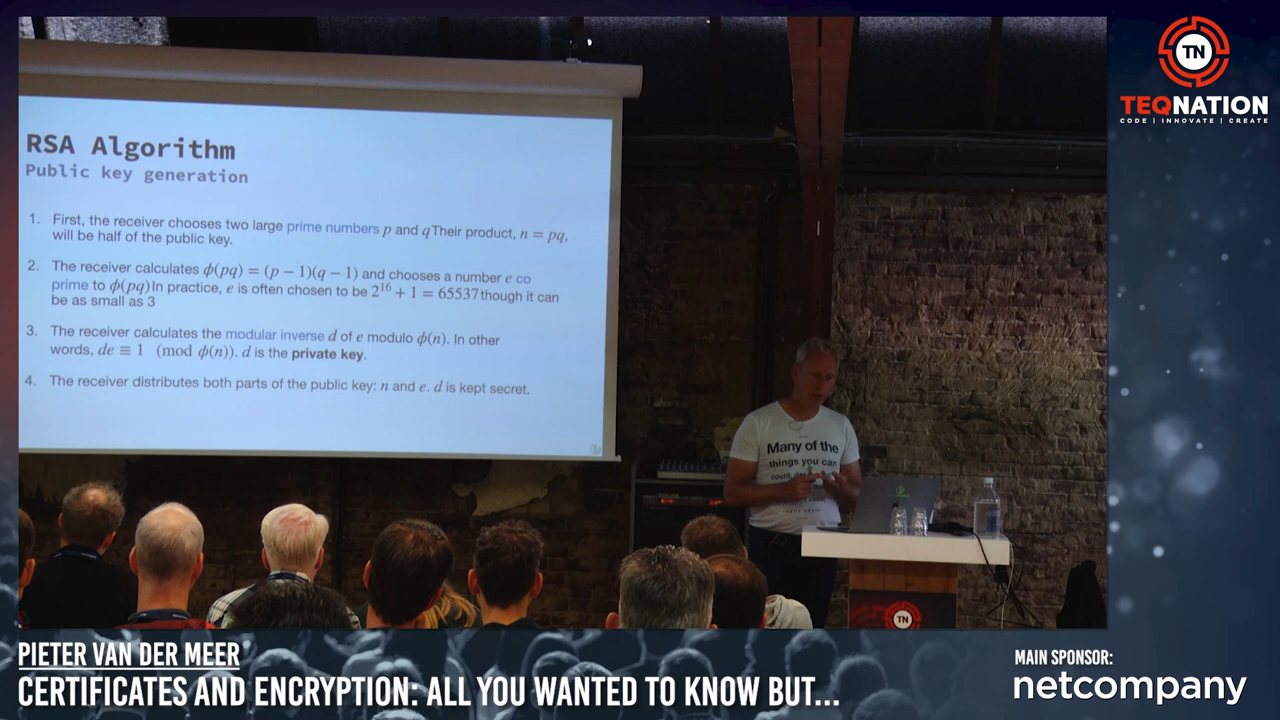 RSA Algorithm
Public key generation
1. First, the receiver chooses two large prime numbers p and q Their product, n = pq,
will be half of the public key.
2. The receiver calculates ϕ(pq) = (p − 1)(q − 1) and chooses a number e co
prime to ϕ(pq) In practice, e is often chosen to be 2¹⁶ + 1 = 65537 though it can
be as small as 3
3. The receiver calculates the modular inverse d of e modulo ϕ(n). In other
words, de ≡ 1 (mod ϕ(n)). d is the private key.
4. The receiver distributes both parts of the public key: n and e. d is kept secret.
Many of the
things you can
count,
TN
TN
TEQNATION
CODE | INNOVATE | CREATE
PIETER VAN DER MEER
CERTIFICATES AND ENCRYPTION: ALL YOU WANTED TO KNOW BUT...
MAIN SPONSOR:
netcompany